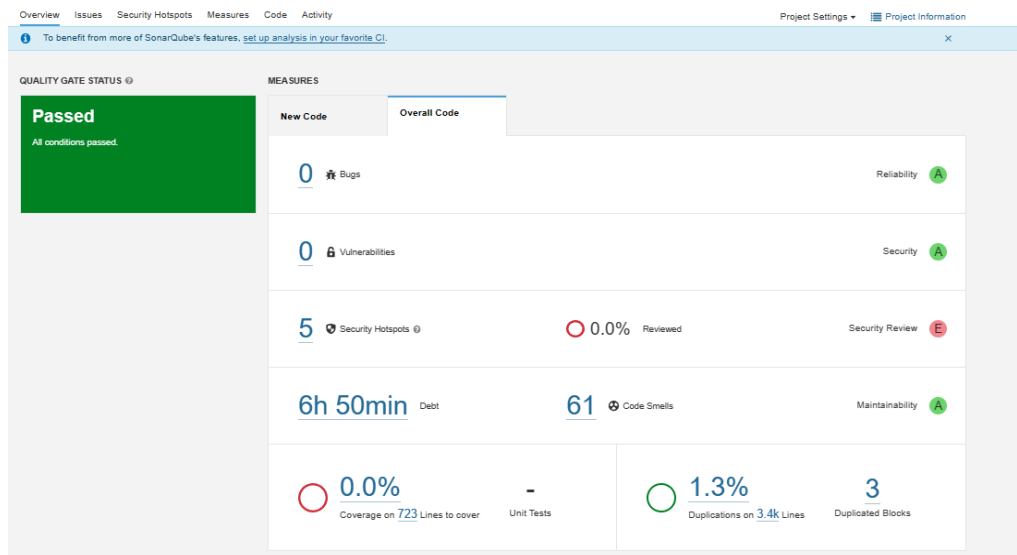 Overview Issues Security Hotspots Measures Code Activity Project Settings Project Information
To benefit from more of SonarQube's features, set up analysis in your favorite CI.
QUALITY GATE STATUS
MEASURES
Passed
All conditions passed.
New Code
Overall Code
0 Bugs Reliability A
0 Vulnerabilities Security A
5 Security Hotspots 0.0% Reviewed Security Review E
6h 50min Debt 61 Code Smells Maintainability A
0.0%
Coverage on 723 Lines to cover
-
Unit Tests
1.3%
Duplications on 3.4k Lines
3
Duplicated Blocks